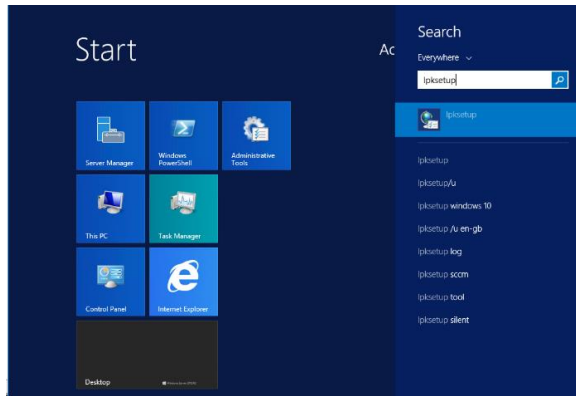 Start
Ac
Search
Everywhere
lpksetup
lpksetup
Server Manager
Windows PowerShell
Administrative Tools
This PC
Task Manager
Control Panel
Internet Explorer
Desktop
lpksetup
lpksetup/u
lpksetup windows 10
lpksetup /u en-gb
lpksetup log
lpksetup sccm
lpksetup tool
lpksetup silent